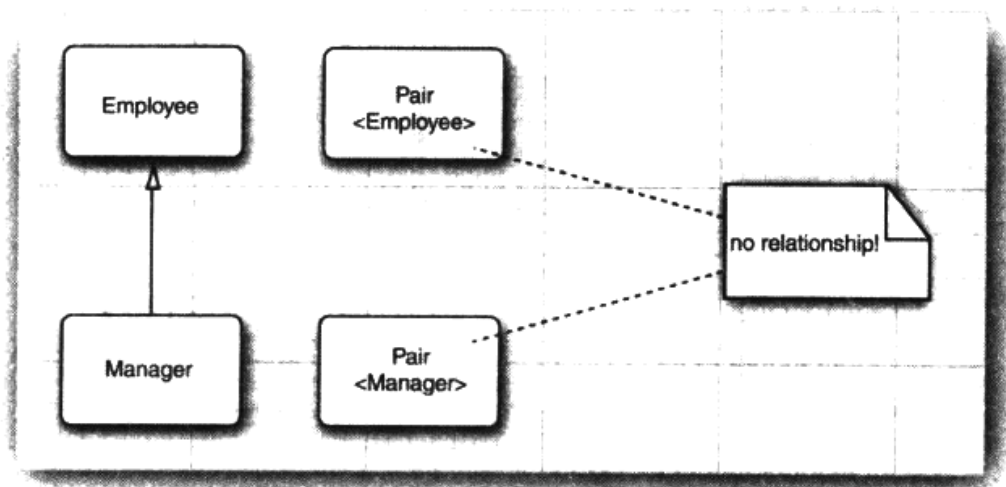 Employee
Pair
<Employee>
no relationship!
Manager
Pair
<Manager>